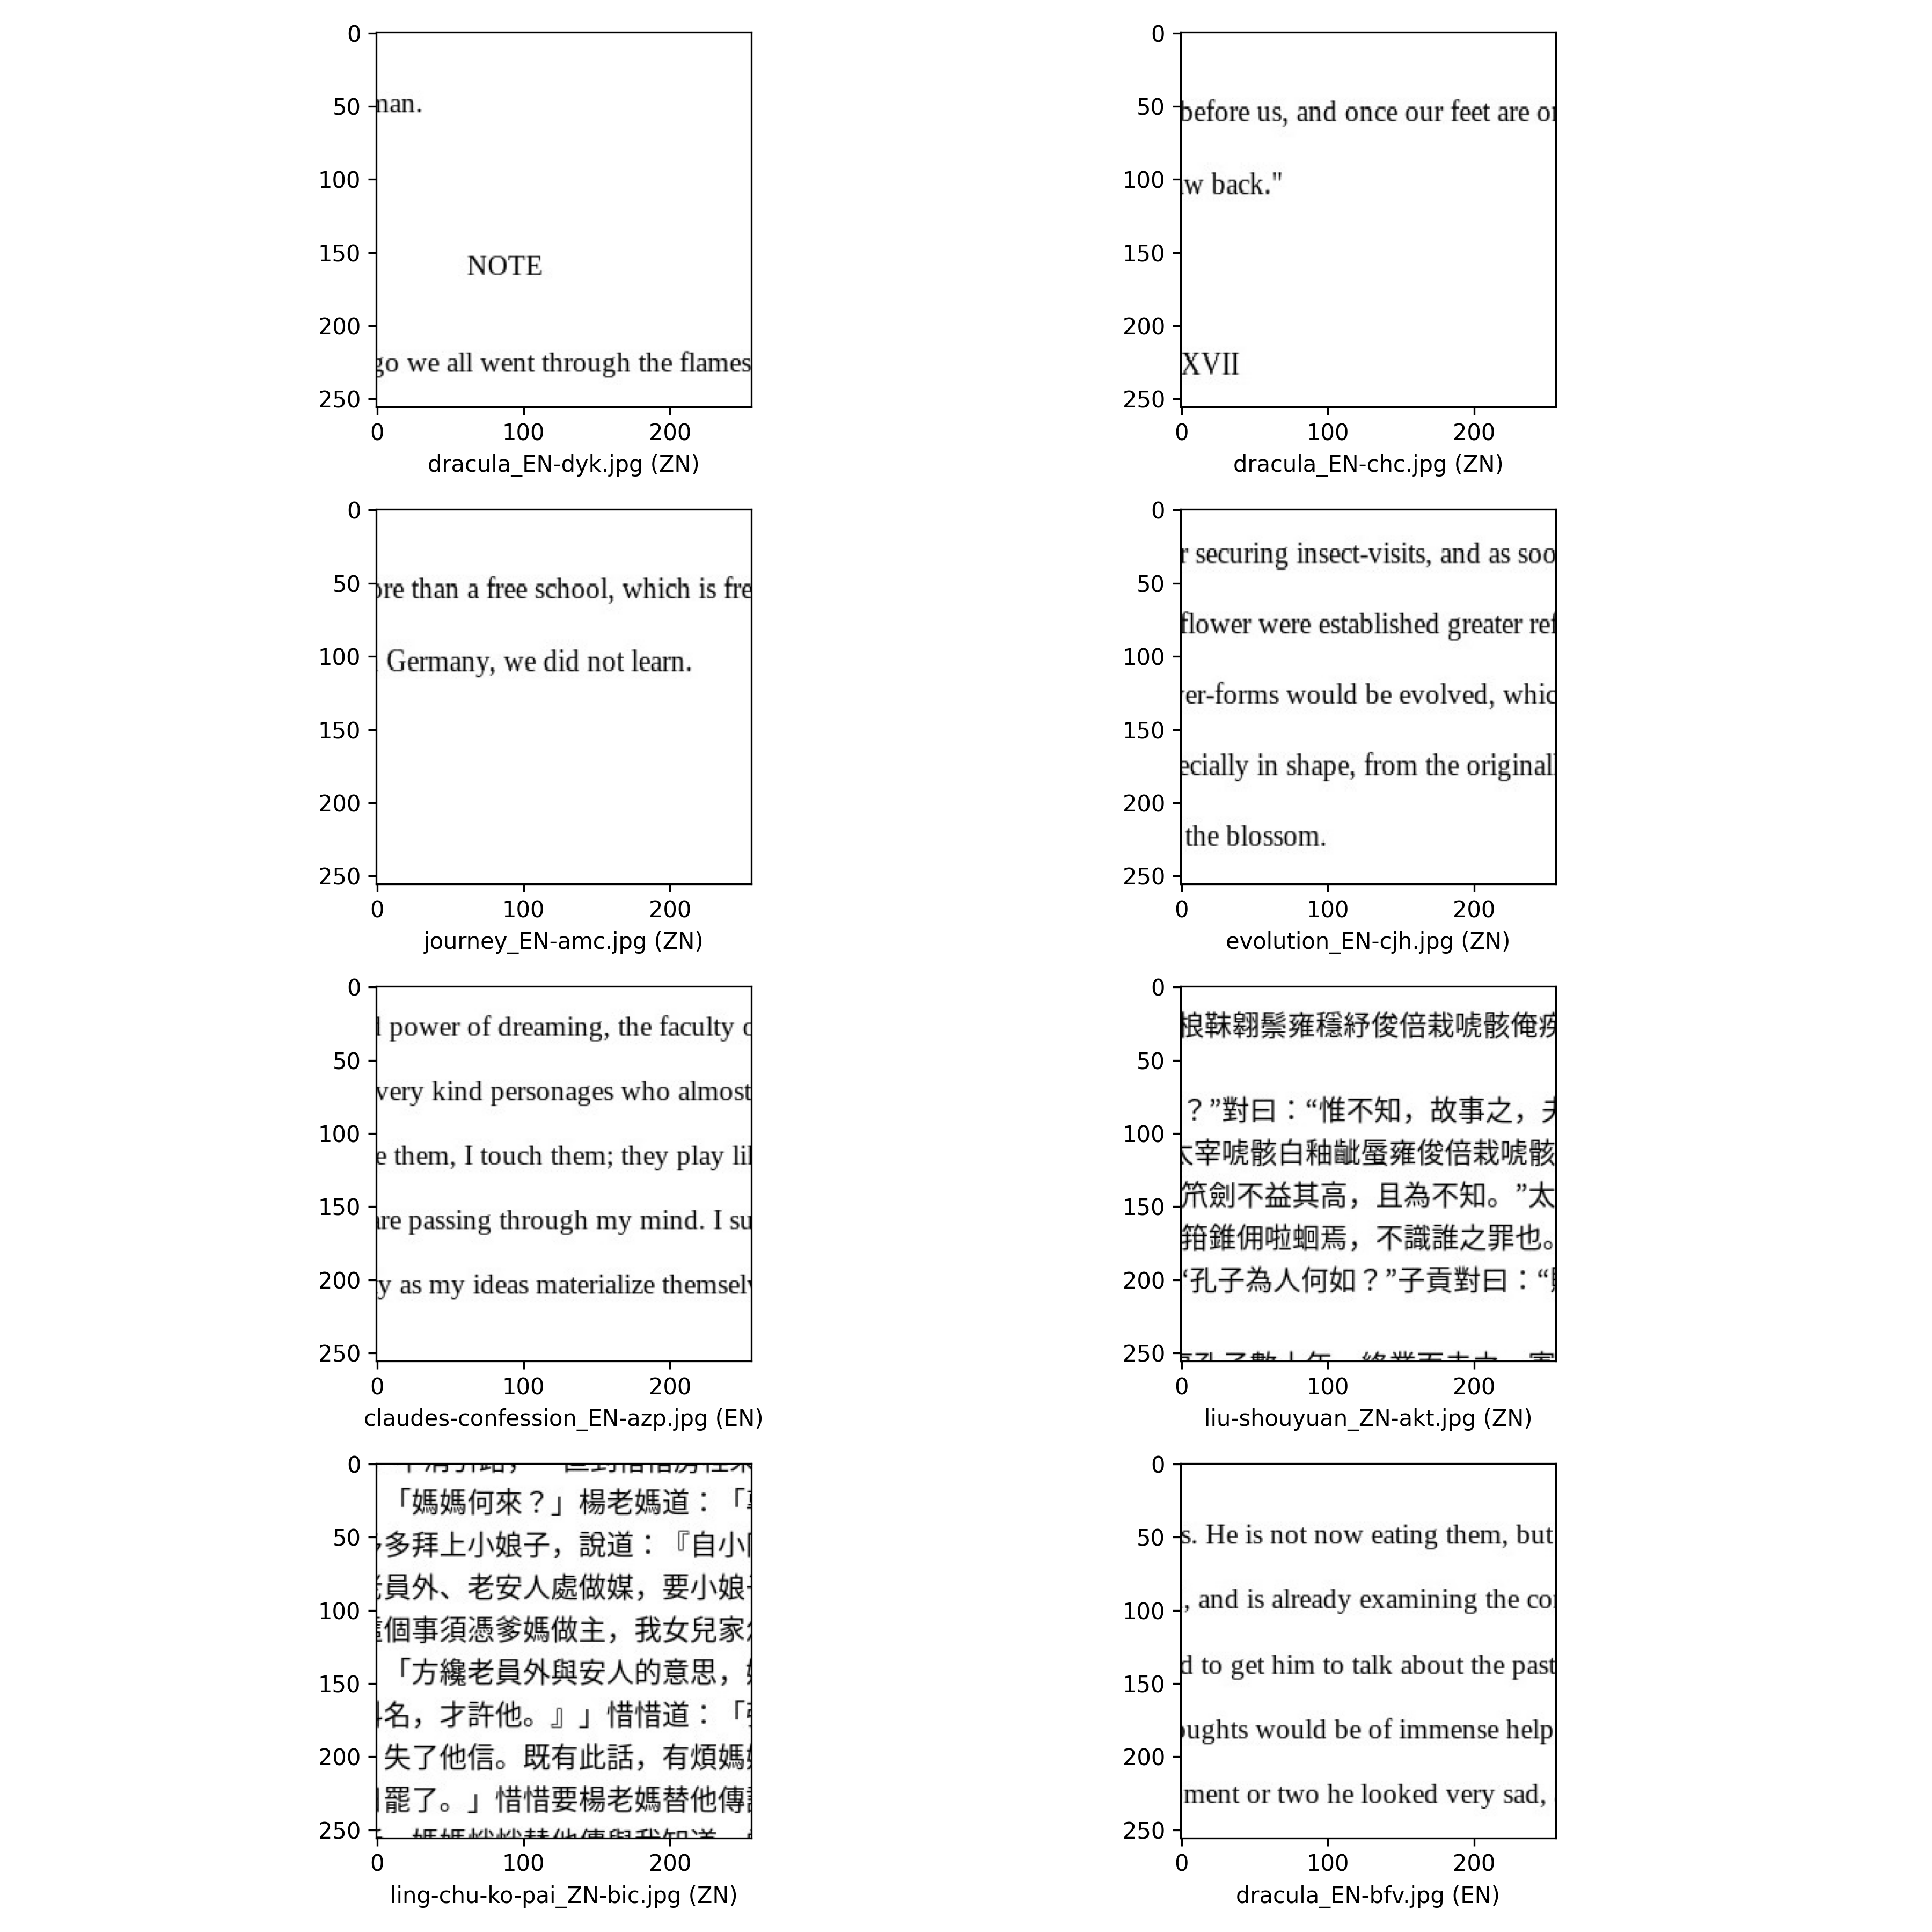 0
50
100
150
200
250
man.
NOTE
go we all went through the flames
0
100
200
dracula_EN-dyk.jpg (ZN)
0
50
100
150
200
250
before us, and once our feet are on
w back."
XVII
0
100
200
dracula_EN-chc.jpg (ZN)
0
50
100
150
200
250
ore than a free school, which is fre
Germany, we did not learn.
0
100
200
journey_EN-amc.jpg (ZN)
0
50
100
150
200
250
r securing insect-visits, and as soo
flower were established greater ref
er-forms would be evolved, whic
ecially in shape, from the original
the blossom.
0
100
200
evolution_EN-cjh.jpg (ZN)
0
50
100
150
200
250
power of dreaming, the faculty o
very kind personages who almost
e them, I touch them; they play li
are passing through my mind. I su
y as my ideas materialize themsel
0
100
200
claudes-confession_EN-azp.jpg (EN)
0
50
100
150
200
250
雍穩紓俊倍栽唬骸俺
？”對曰：“惟不知，故事之，夫
太宰唬骸白釉齜蜃雍俊倍栽唬骸
笊劍不益其高，且為不知。”太
錐佣啦蛔焉，不識誰之罪也。
“孔子為人何如？”子貢對曰：“
0
100
200
liu-shouyuan_ZN-akt.jpg (ZN)
0
50
100
150
200
250
「媽媽何來？」楊老媽道：「
多拜上小娘子，說道：『自小
老員外、老安人處做媒，要小娘
這個事須憑爹媽做主，我女兒家
「方纔老員外與安人的意思，
名，才許他。』」惜惜道：「
失了他信。既有此話，有煩媽
罷了。」惜惜要楊老媽替他傳
0
100
200
ling-chu-ko-pai_ZN-bic.jpg (ZN)
0
50
100
150
200
250
s. He is not now eating them, but
, and is already examining the co
d to get him to talk about the past
oughts would be of immense help
ment or two he looked very sad,
0
100
200
dracula_EN-bfv.jpg (EN)